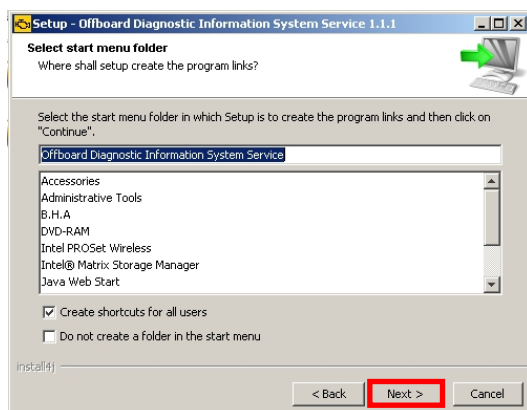 Setup - Offboard Diagnostic Information System Service 1.1.1
Select start menu folder
Where shall setup create the program links?
Select the start menu folder in which Setup is to create the program links and then click on
"Continue".
Offboard Diagnostic Information System Service
Accessories
Administrative Tools
B.H.A
DVD-RAM
Intel PROSet Wireless
Intel® Matrix Storage Manager
Java Web Start
Create shortcuts for all users
Do not create a folder in the start menu
install4j
< Back Next > Cancel